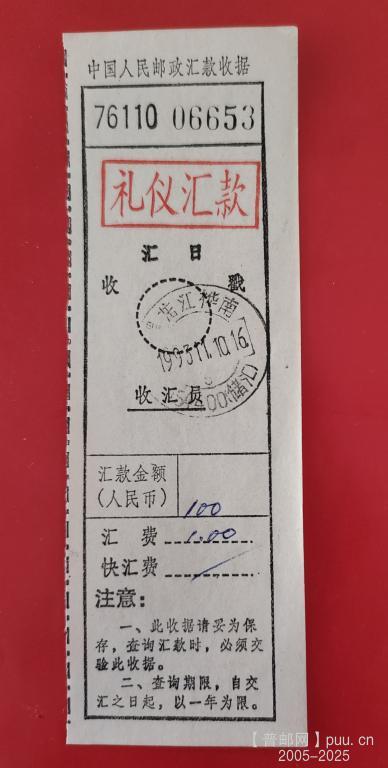 中国人民邮政汇款收据
76110 06653
礼仪汇款
汇 日
收 戳
桦南
江
1993.11.10.16
(储汇)
收汇员
汇款金额
(人民币)
100
汇 费 1.00
快汇费
注意:
一、此收据请妥为保
存，查询汇款时，必须交
验此收据。
二、查询期限，自交
汇之日起，以一年为限。
【普邮网】puu.cn
2005-2025